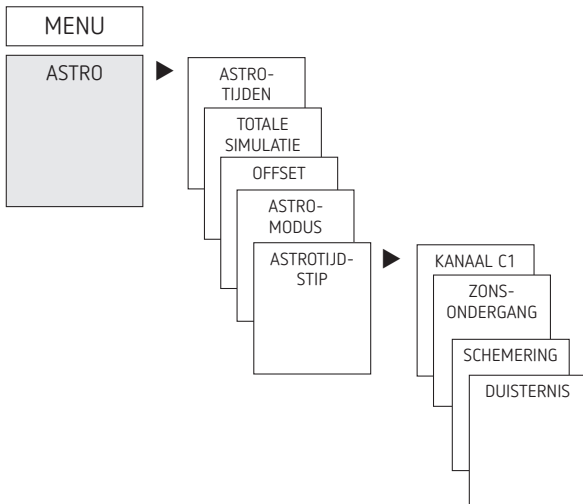 MENU
ASTRO
ASTRO-
TIJDEN
TOTALE
SIMULATIE
OFFSET
ASTRO-
MODUS
ASTROTIJD-
STIP
KANAAL C1
ZONS-
ONDERGANG
SCHEMERING
DUISTERNIS